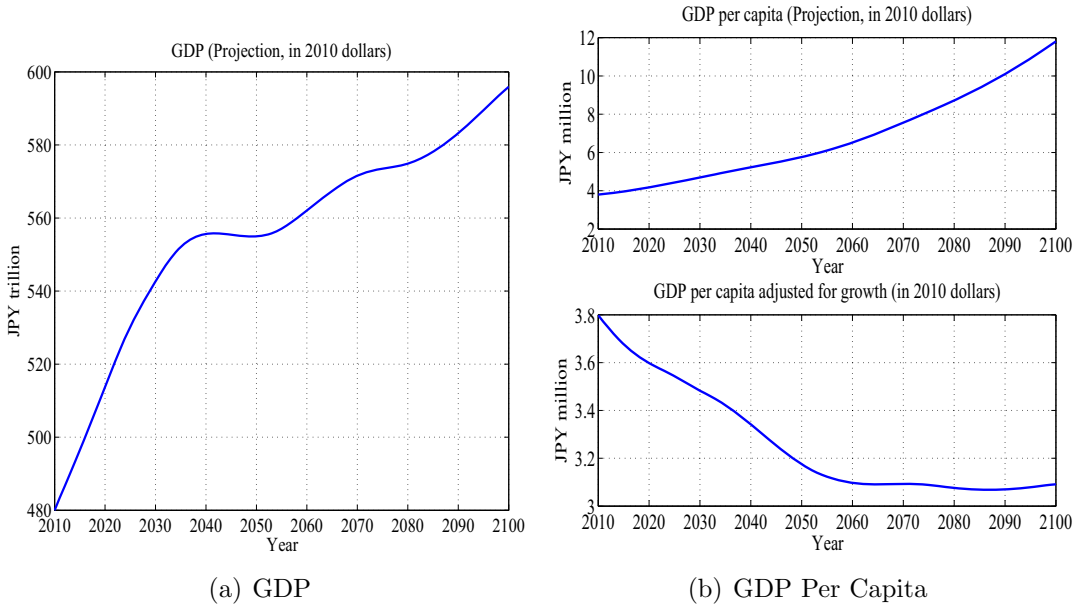 GDP (Projection, in 2010 dollars)
600
580
560
540
520
500
480
JPY trillion
2010 2020 2030 2040 2050 2060 2070 2080 2090 2100
Year
(a) GDP
GDP per capita (Projection, in 2010 dollars)
12
10
8
6
4
2
JPY million
2010 2020 2030 2040 2050 2060 2070 2080 2090 2100
Year
GDP per capita adjusted for growth (in 2010 dollars)
3.8
3.6
3.4
3.2
3
JPY million
2010 2020 2030 2040 2050 2060 2070 2080 2090 2100
Year
(b) GDP Per Capita